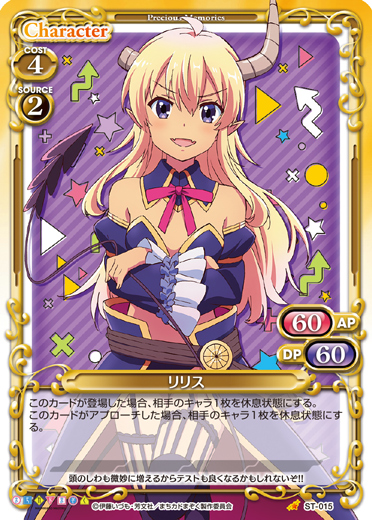 Precious Memories
Character
COST
4
SOURCE
2
60 AP
DP 60
リリス
このカードが登場した場合、相手のキャラ1枚を休息状態にする。
このカードがアプローチした場合、相手のキャラ1枚を休息状態にす
る。
頭のしわも微妙に増えるからテストも良くなるかもしれないぞ!!
©伊藤いづも・芳文社/まちカドまぞく製作委員会
ST-015